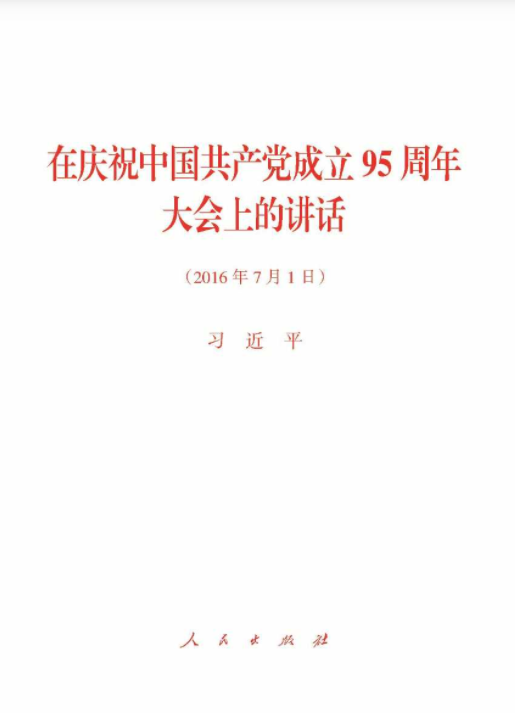 在庆祝中国共产党成立95周年
大会上的讲话
（2016年7月1日）
习 近 平
人 民 出 版 社